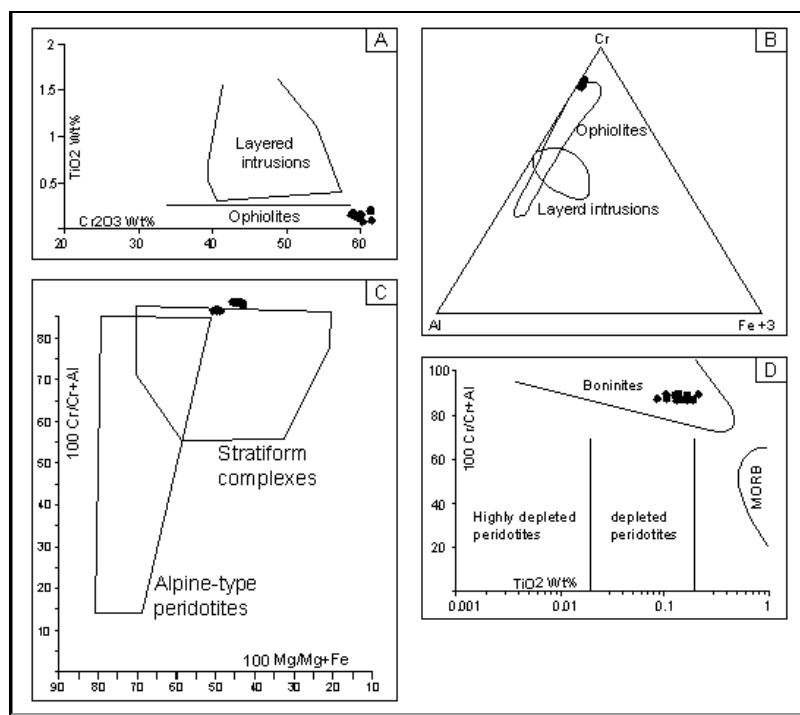 A
2
1.5
1
0.5
TiO2 Wt%
Layered
intrusions
Cr2O3 Wt%
Ophiolites
20
30
40
50
60
B
Cr
Ophiolites
Layerd intrusions
Al
Fe +3
C
80
70
60
50
40
30
20
10
100 Cr/Cr+Al
Stratiform
complexes
Alpine-type
peridotites
100 Mg/Mg+Fe
90
80
70
60
50
40
30
20
10
D
100
80
60
40
20
100 Cr/Cr+Al
Boninites
MORB
Highly depleted
peridotites
depleted
peridotites
TiO2 Wt%
0.001
0.01
0.1
1